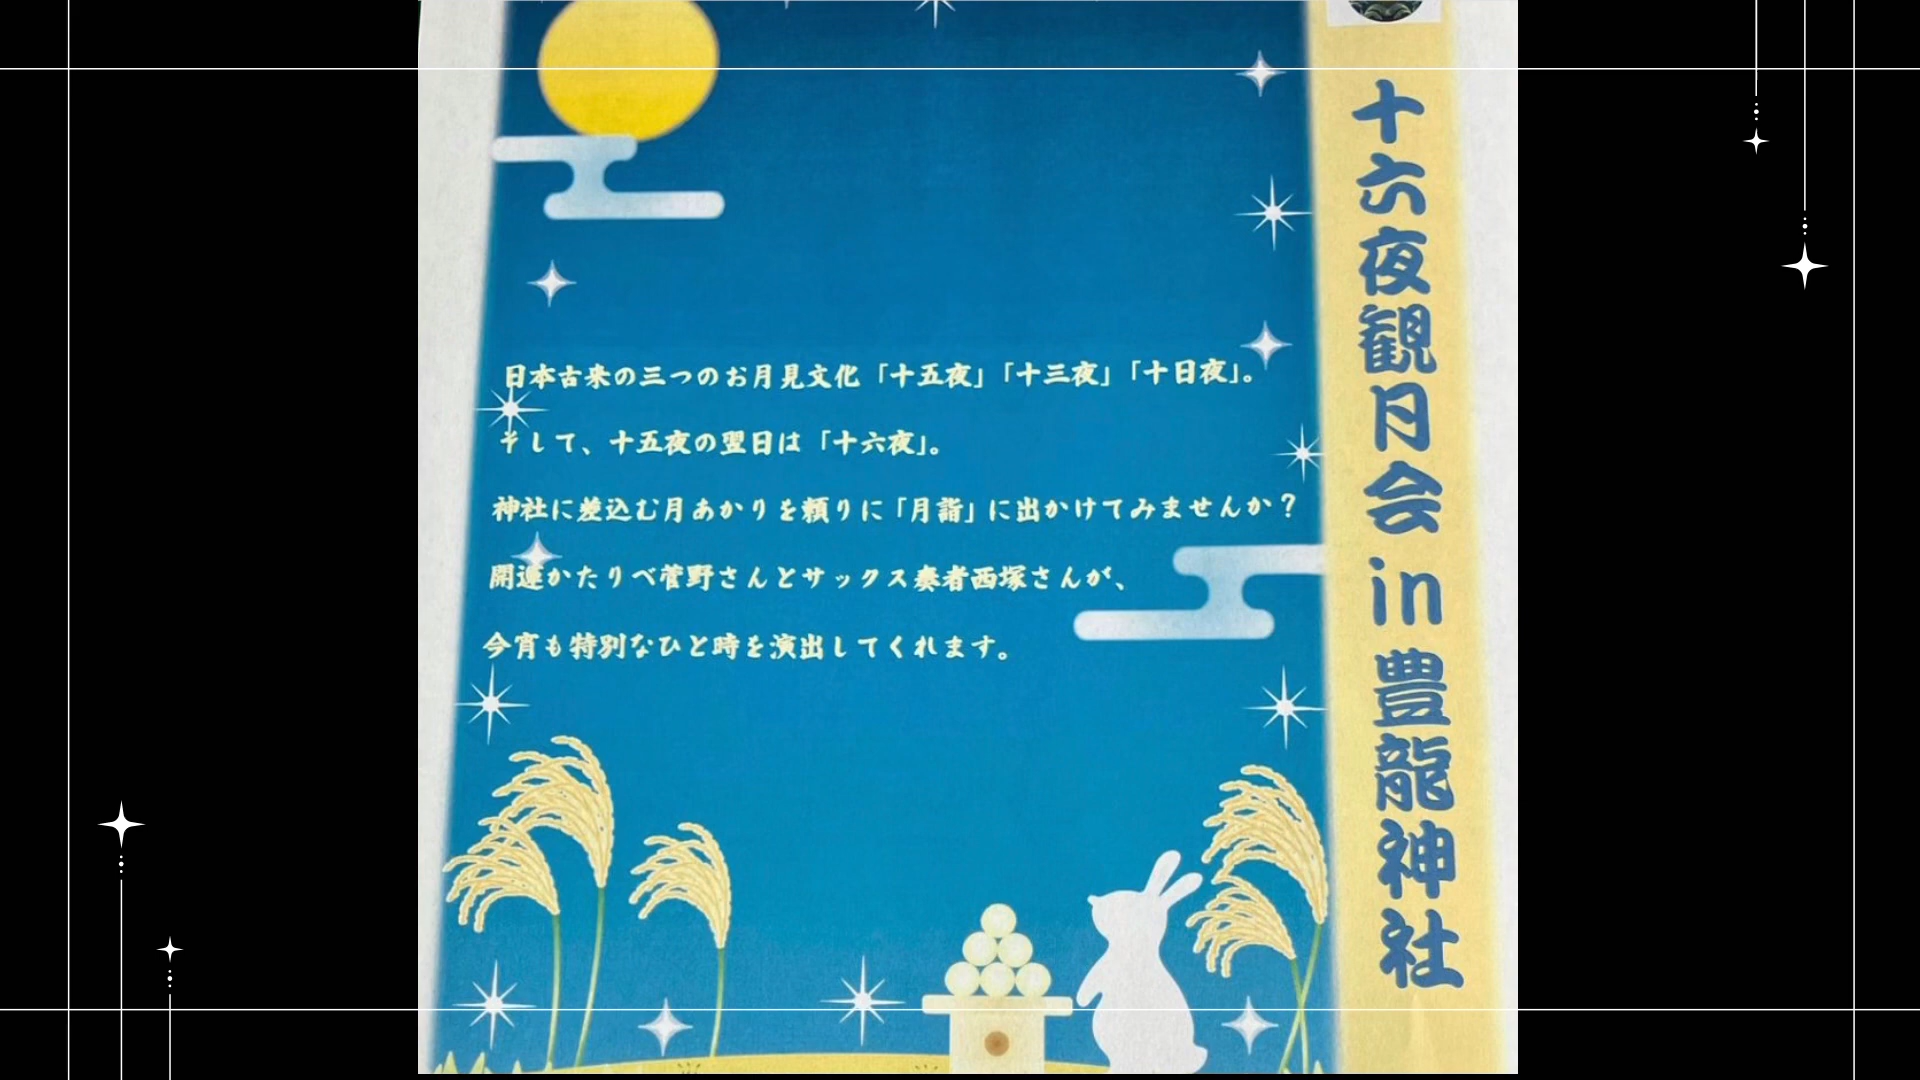 十六夜観月会 in 豊龍神社
日本古来の三つのお月見文化「十五夜」「十三夜」「十日夜」。
そして、十五夜の翌日は「十六夜」。
神社に差込む月あかりを頼りに「月詣」に出かけてみませんか？
開運かたりべ菅野さんとサックス奏者西塚さんが、
今宵も特別なひと時を演出してくれます。